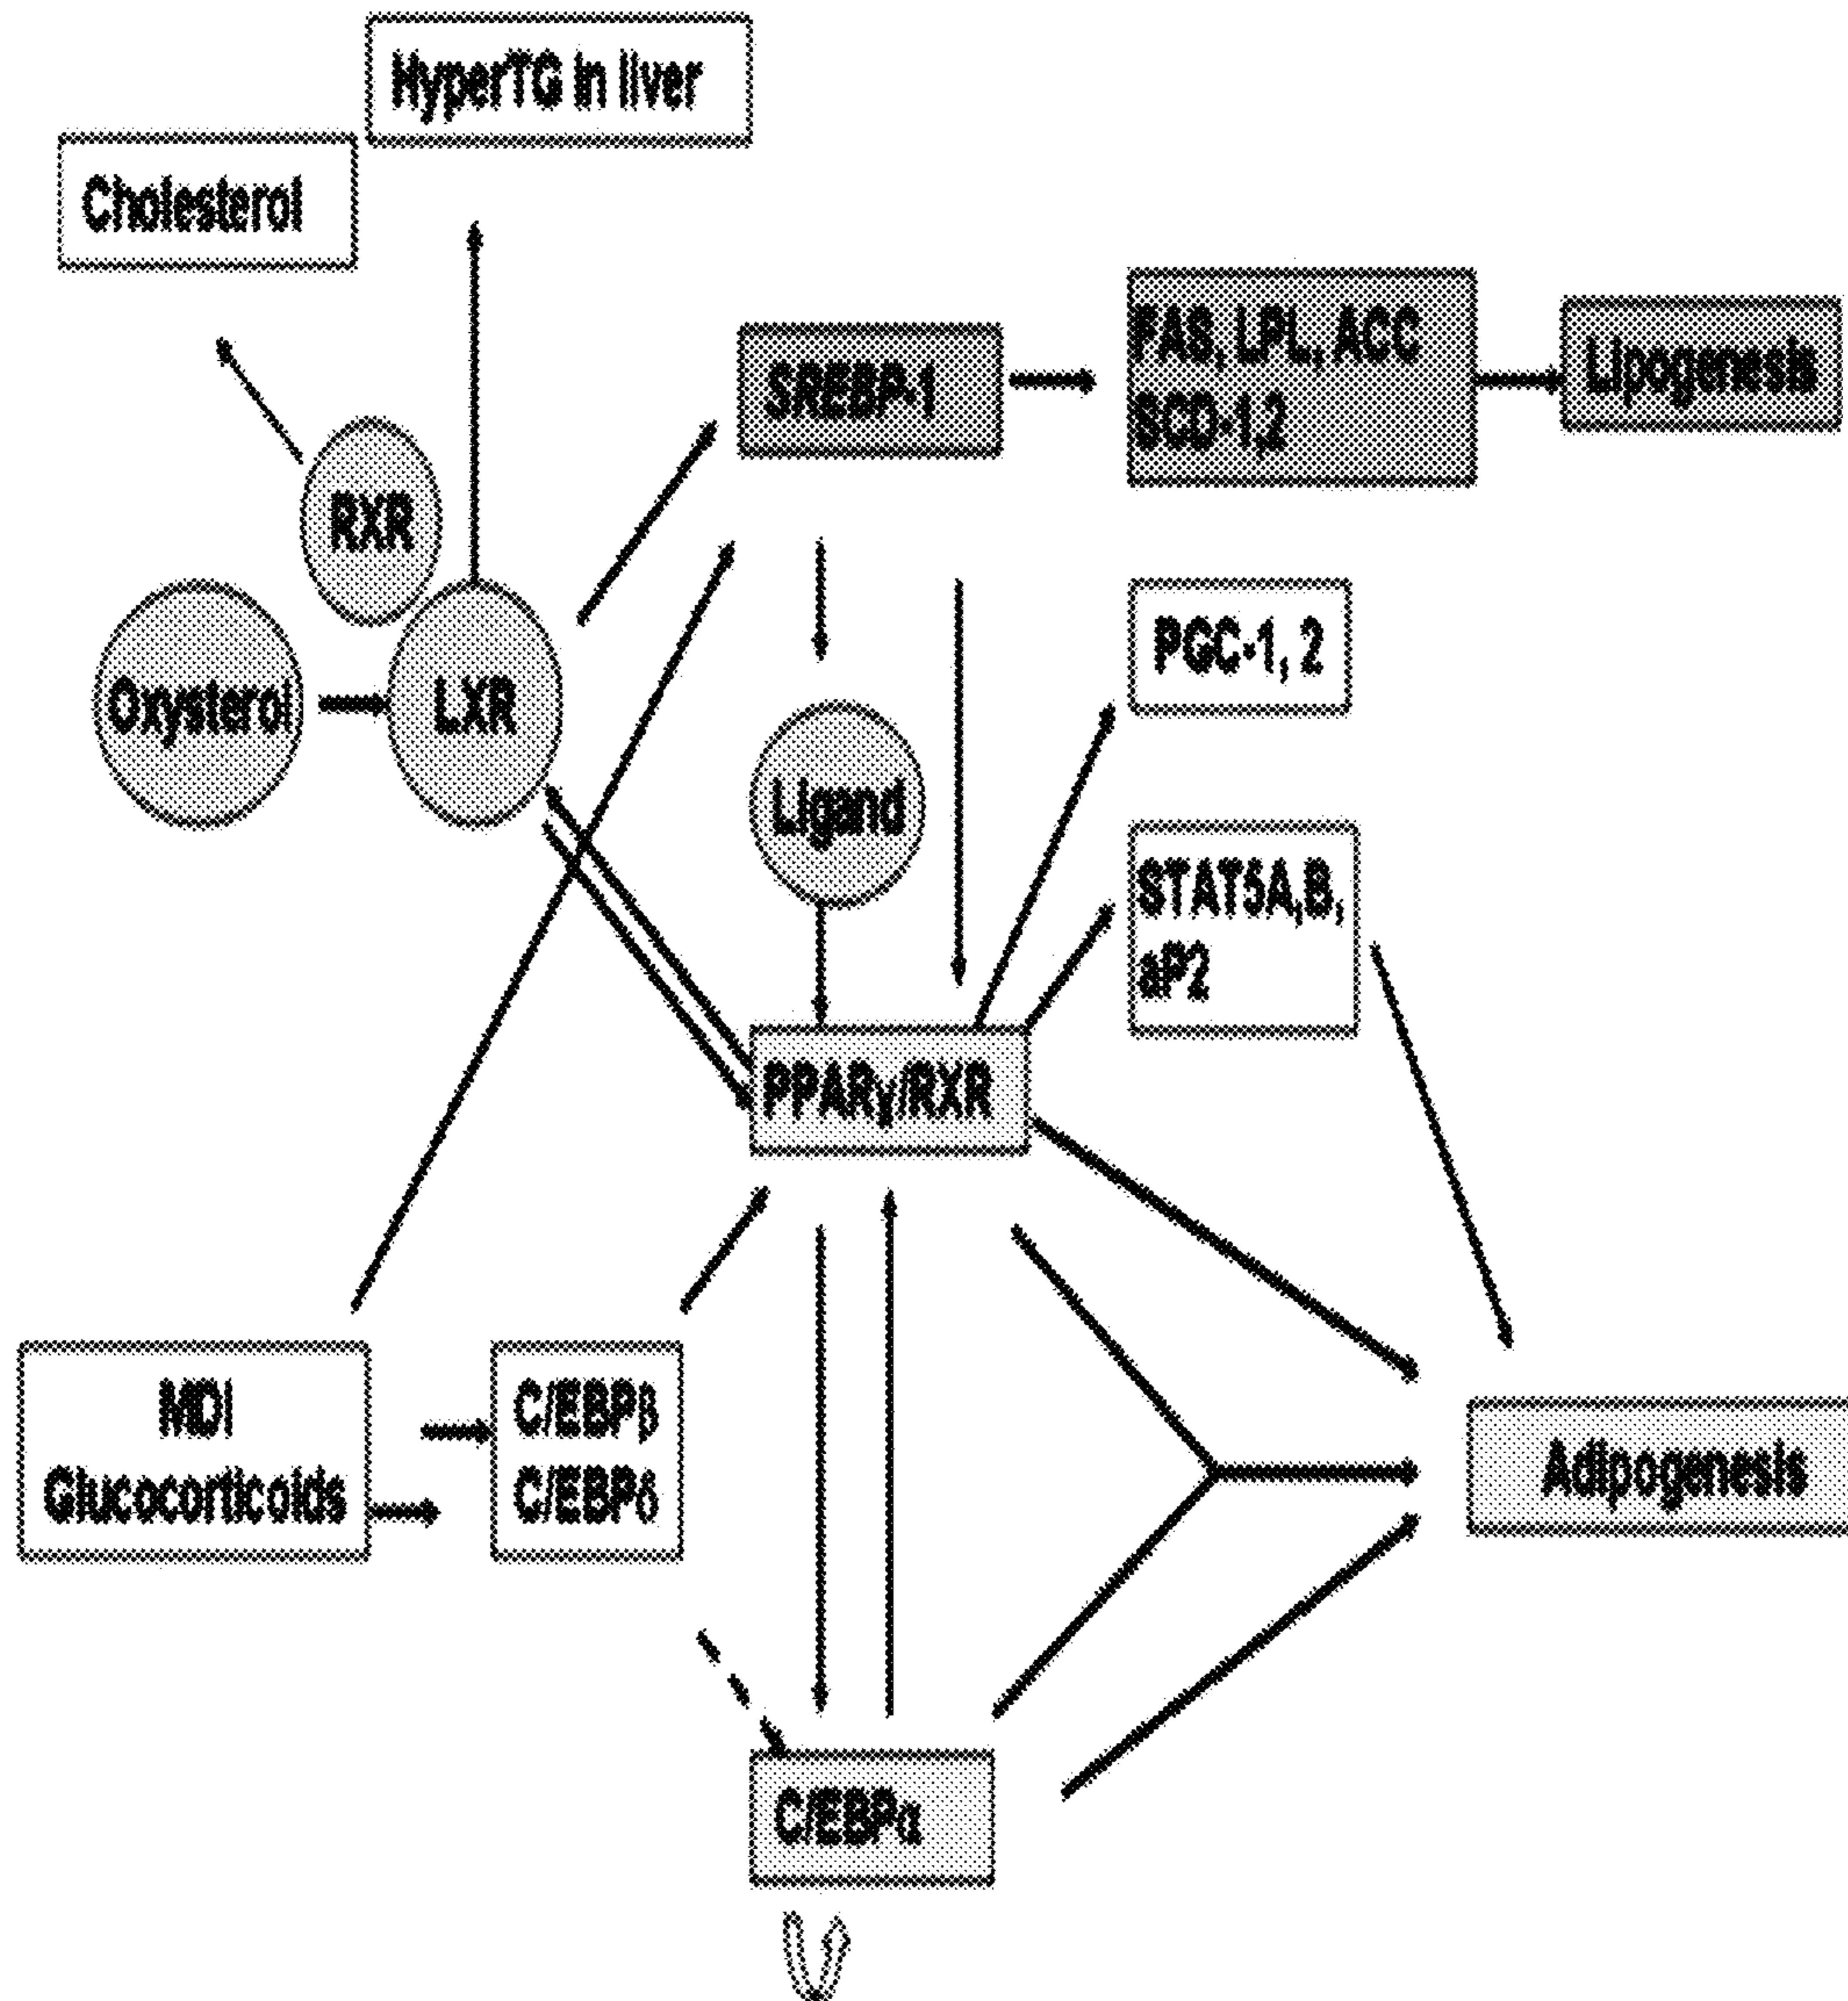 HyperTG in liver
Cholesterol
SREBP-1
FAS, LPL, ACC
SCD-1,2
Lipogenesis
RXR
Oxysterol
LXR
PGC-1, 2
Ligand
STAT5A,B,
aP2
PPARγ/RXR
MDI
Glucocorticoids
C/EBPβ
C/EBPδ
Adipogenesis
C/EBPα